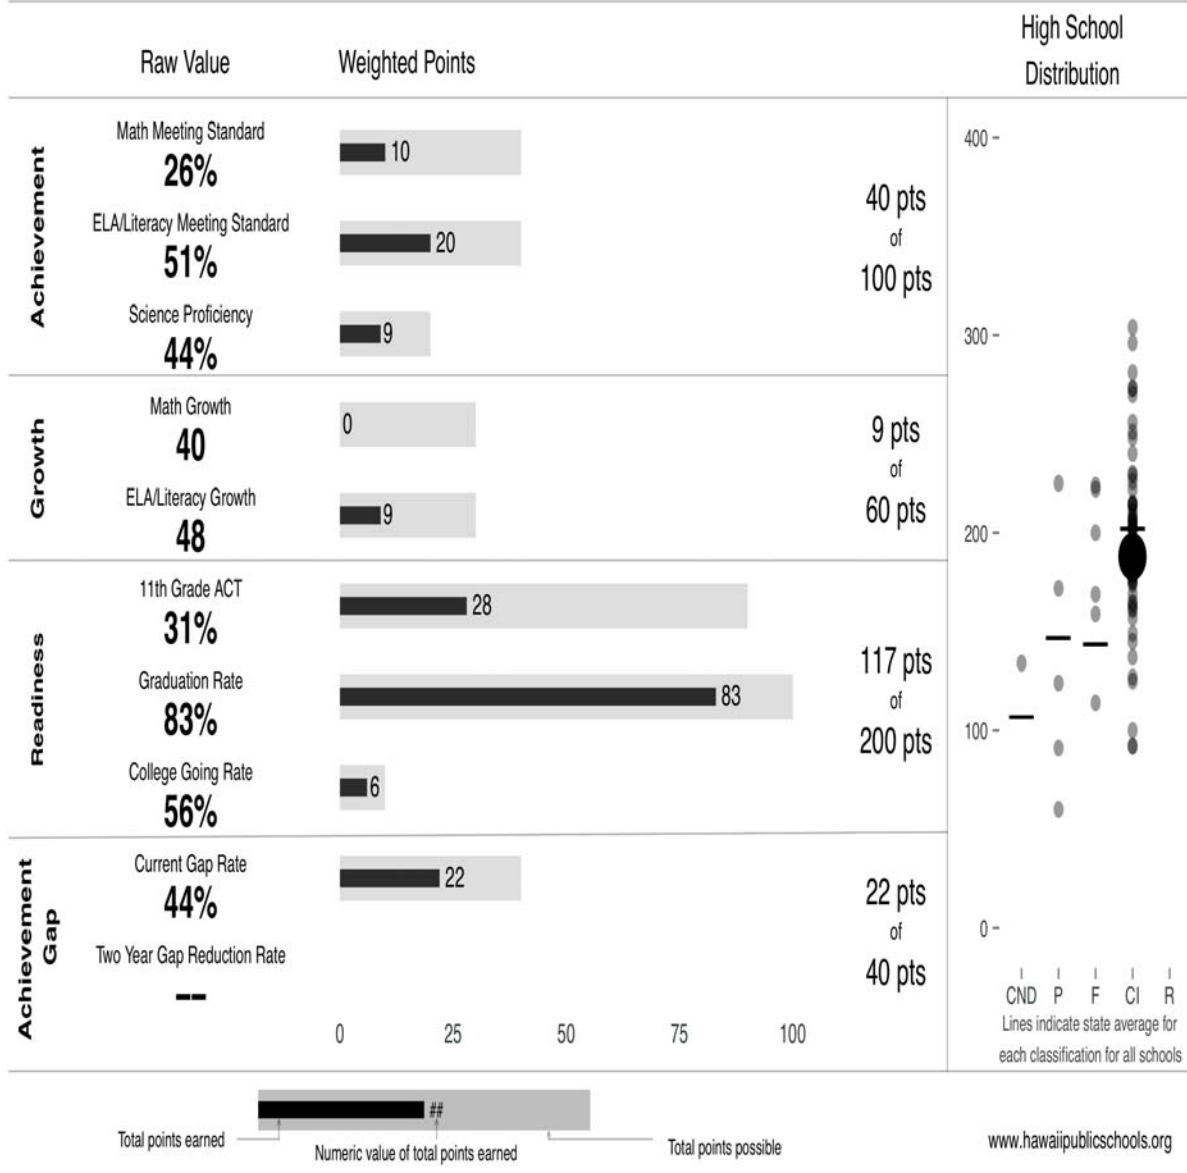 Raw Value
Weighted Points
High School
Distribution
Achievement
Math Meeting Standard
26%
10
ELA/Literacy Meeting Standard
51%
20
Science Proficiency
44%
9
40 pts
of
100 pts
Growth
Math Growth
40
0
ELA/Literacy Growth
48
9
9 pts
of
60 pts
Readiness
11th Grade ACT
31%
28
Graduation Rate
83%
83
College Going Rate
56%
6
117 pts
of
200 pts
Achievement
Gap
Current Gap Rate
44%
22
Two Year Gap Reduction Rate
--
22 pts
of
40 pts
0 25 50 75 100
400
300
200
100
0
CND P F CI R
Lines indicate state average for
each classification for all schools
##
Total points earned
Numeric value of total points earned
Total points possible
www.hawaiipublicschools.org